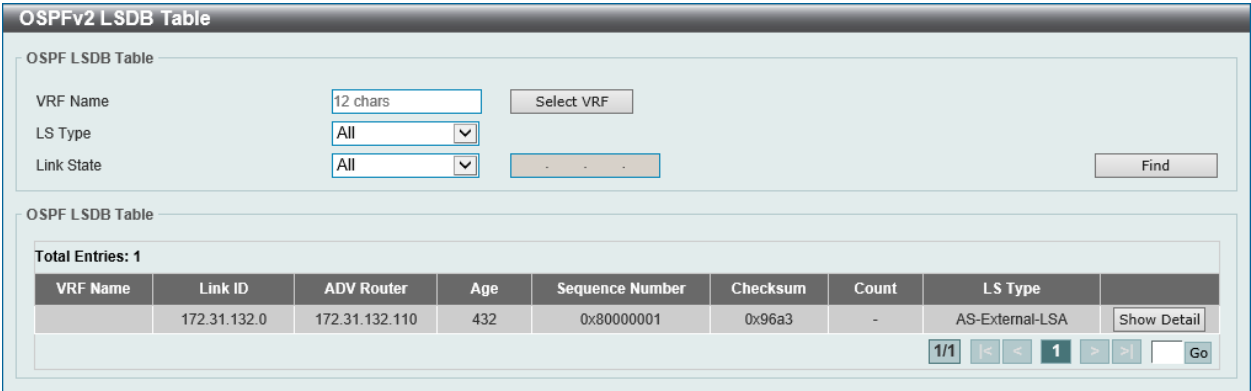 OSPFv2 LSDB Table
OSPF LSDB Table
VRF Name 12 chars Select VRF
LS Type All
Link State All . . . Find
OSPF LSDB Table
Total Entries: 1
VRF Name Link ID ADV Router Age Sequence Number Checksum Count LS Type
172.31.132.0 172.31.132.110 432 0x80000001 0x96a3 - AS-External-LSA Show Detail
1/1 |< < 1 > >| Go